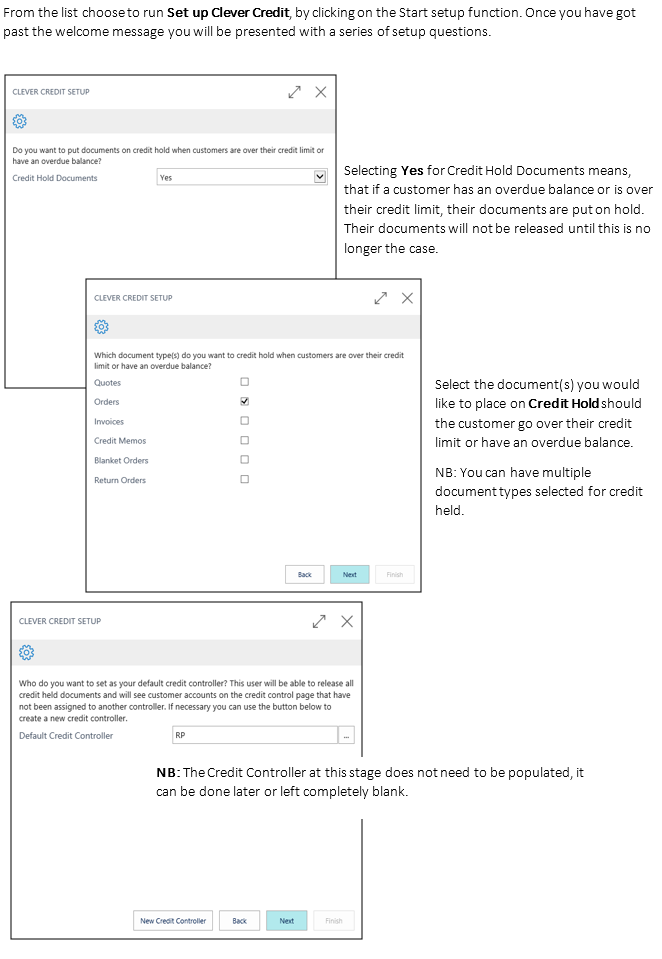 From the list choose to run Set up Clever Credit, by clicking on the Start setup function. Once you have got
past the welcome message you will be presented with a series of setup questions.
CLEVER CREDIT SETUP
Do you want to put documents on credit hold when customers are over their credit limit or
have an overdue balance?
Credit Hold Documents
Yes
Selecting Yes for Credit Hold Documents means,
that if a customer has an overdue balance or is over
their credit limit, their documents are put on hold.
Their documents will not be released until this is no
longer the case.
CLEVER CREDIT SETUP
Which document type(s) do you want to credit hold when customers are over their credit
limit or have an overdue balance?
Quotes
Orders
Invoices
Credit Memos
Blanket Orders
Return Orders
Back Next Finish
Select the document(s) you would
like to place on Credit Hold should
the customer go over their credit
limit or have an overdue balance.
NB: You can have multiple
document types selected for credit
held.
CLEVER CREDIT SETUP
Who do you want to set as your default credit controller? This user will be able to release all
credit held documents and will see customer accounts on the credit control page that have
not been assigned to another controller. If necessary you can use the button below to
create a new credit controller.
Default Credit Controller
RP ...
NB: The Credit Controller at this stage does not need to be populated, it
can be done later or left completely blank.
New Credit Controller Back Next Finish